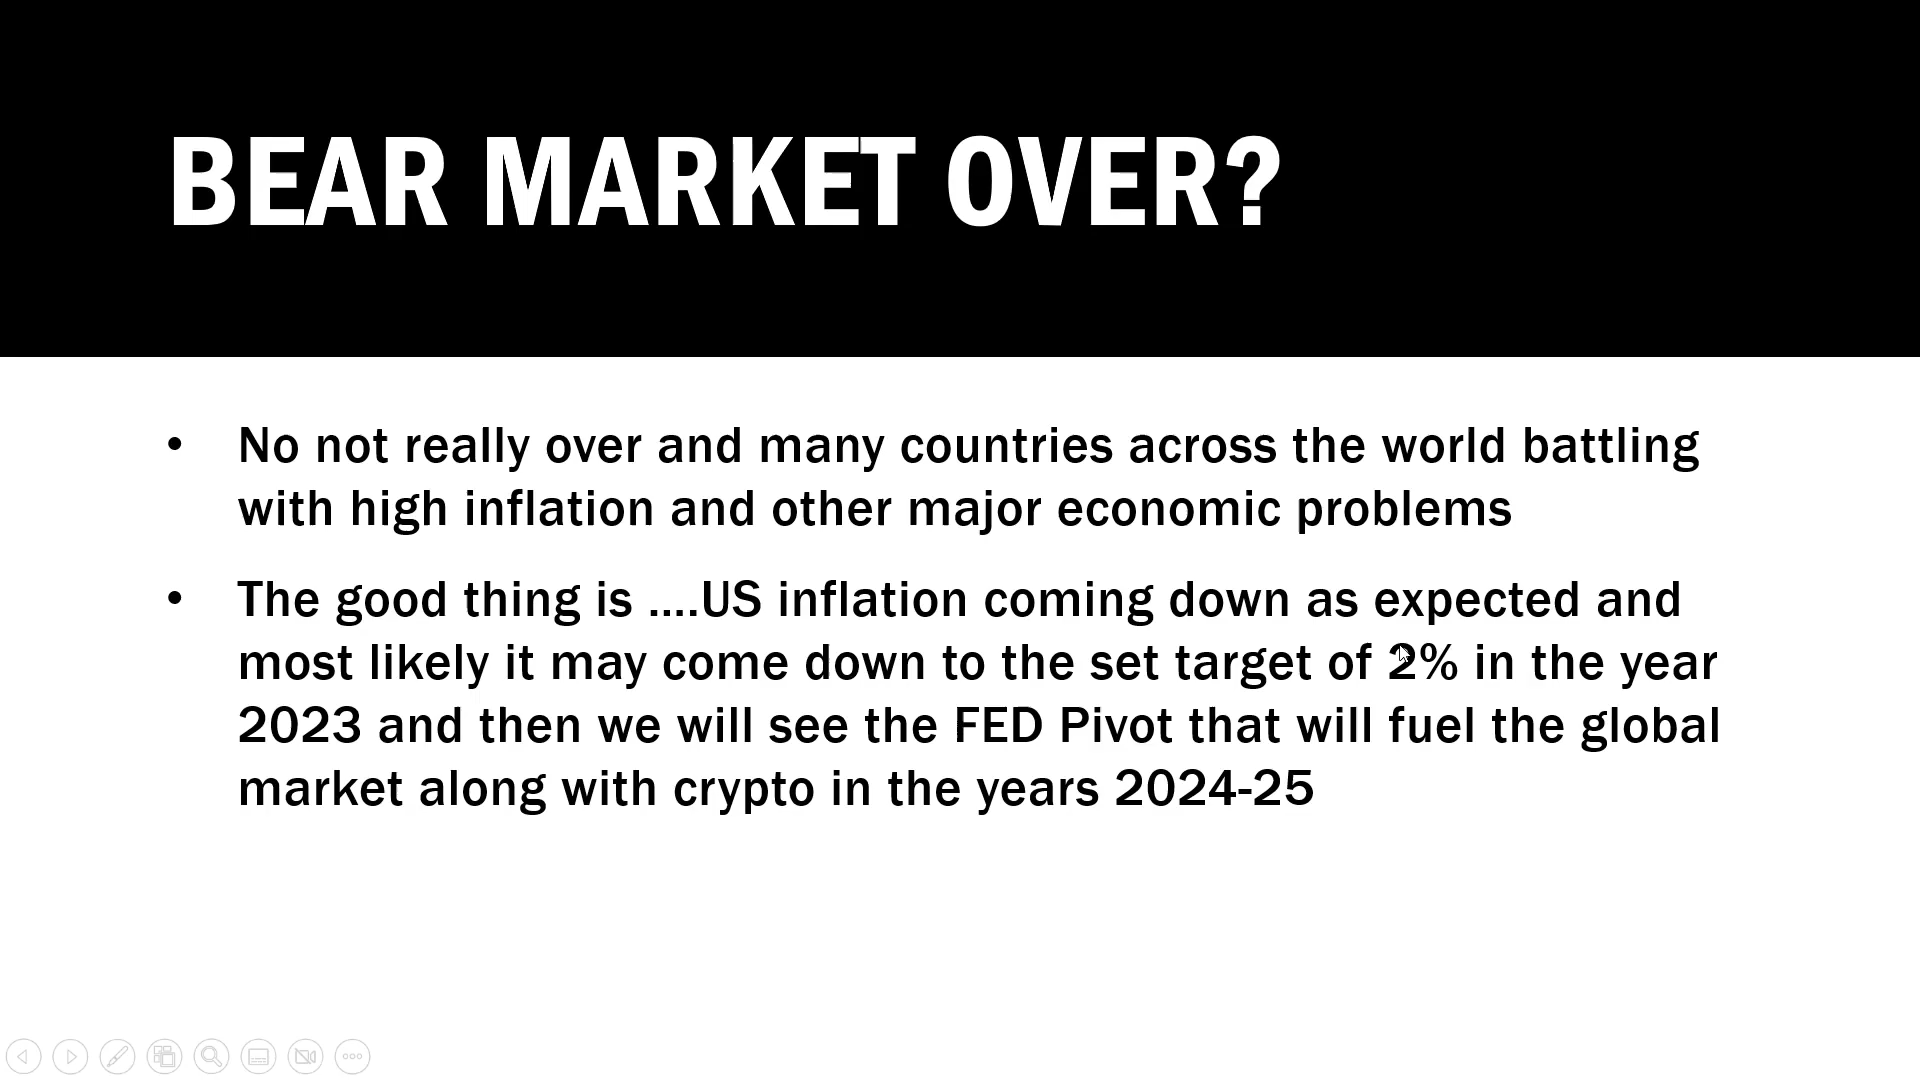 BEAR MARKET OVER?
• No not really over and many countries across the world battling
with high inflation and other major economic problems
• The good thing is ....US inflation coming down as expected and
most likely it may come down to the set target of 2% in the year
2023 and then we will see the FED Pivot that will fuel the global
market along with crypto in the years 2024-25